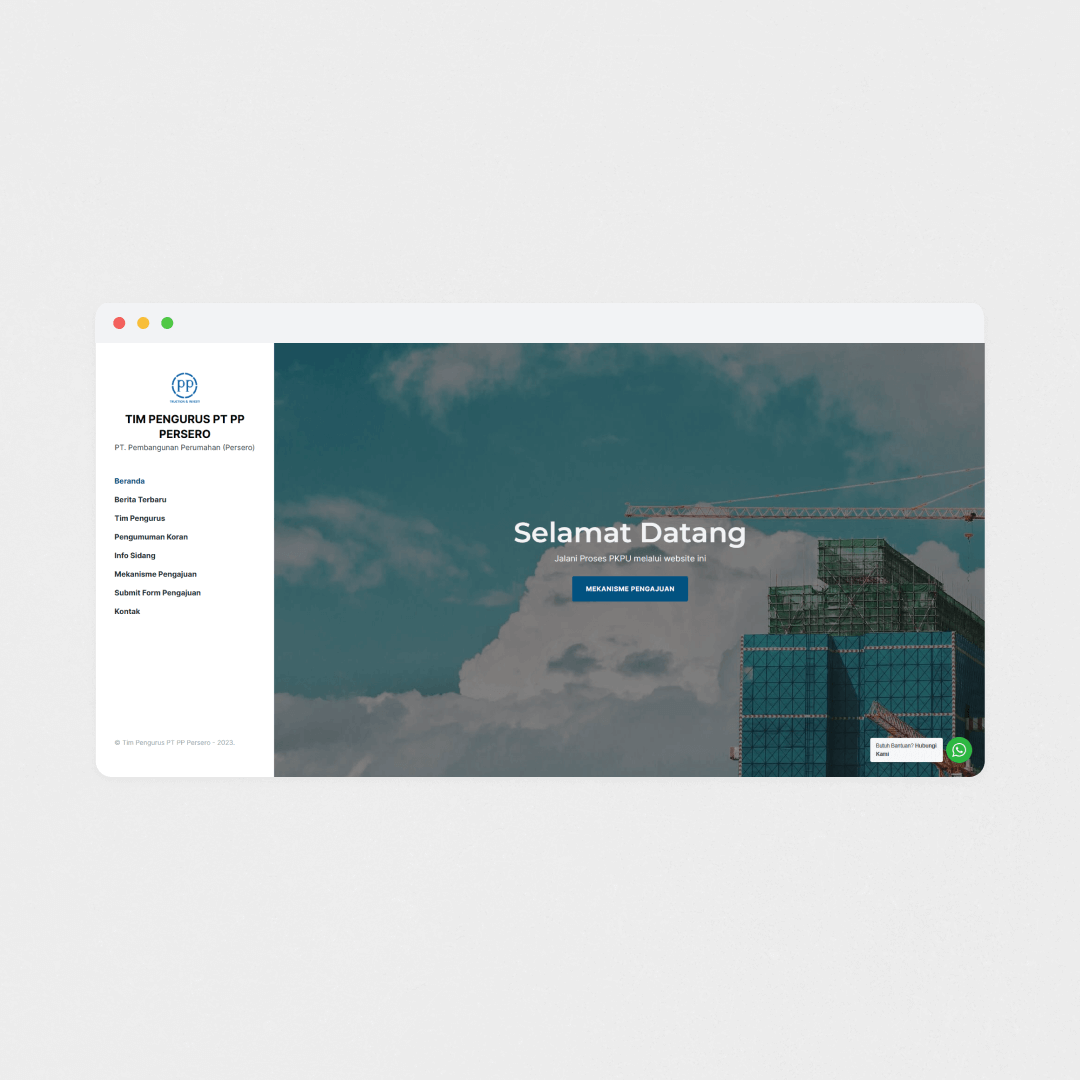 PP
TIM PENGURUS PT PP
PERSERO
PT. Pembangunan Perumahan (Persero)
Beranda
Berita Terbaru
Tim Pengurus
Pengumuman Koran
Info Sidang
Mekanisme Pengajuan
Submit Form Pengajuan
Kontak
© Tim Pengurus PT PP Persero - 2023.
Selamat Datang
Jalani Proses PKPU melalui website ini
MEKANISME PENGAJUAN
Butuh Bantuan? Hubungi
Kami